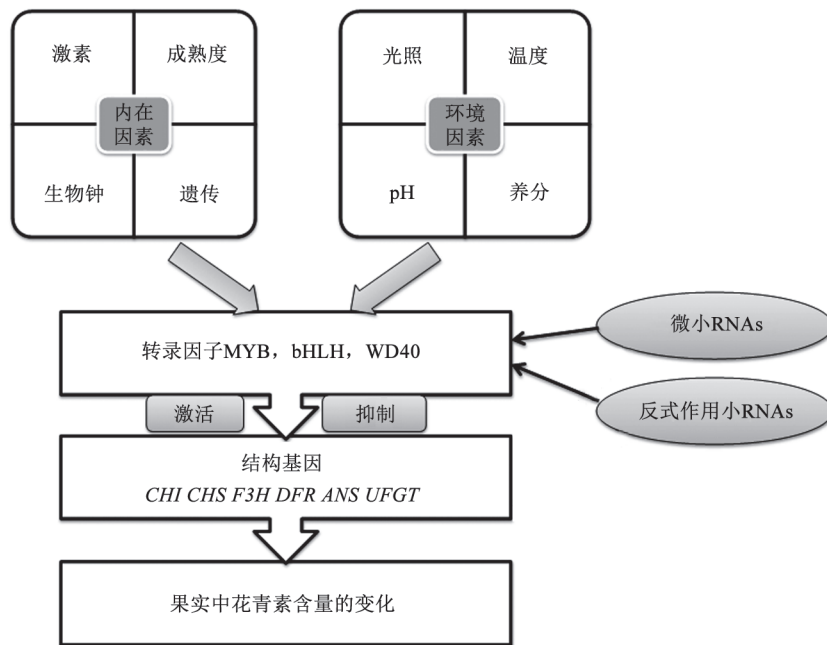 激素
成熟度
内在
因素
生物钟
遗传
光照
温度
环境
因素
pH
养分
转录因子MYB，bHLH，WD40
微小RNAs
反式作用小RNAs
激活
抑制
结构基因
CHI CHS F3H DFR ANS UFGT
果实中花青素含量的变化